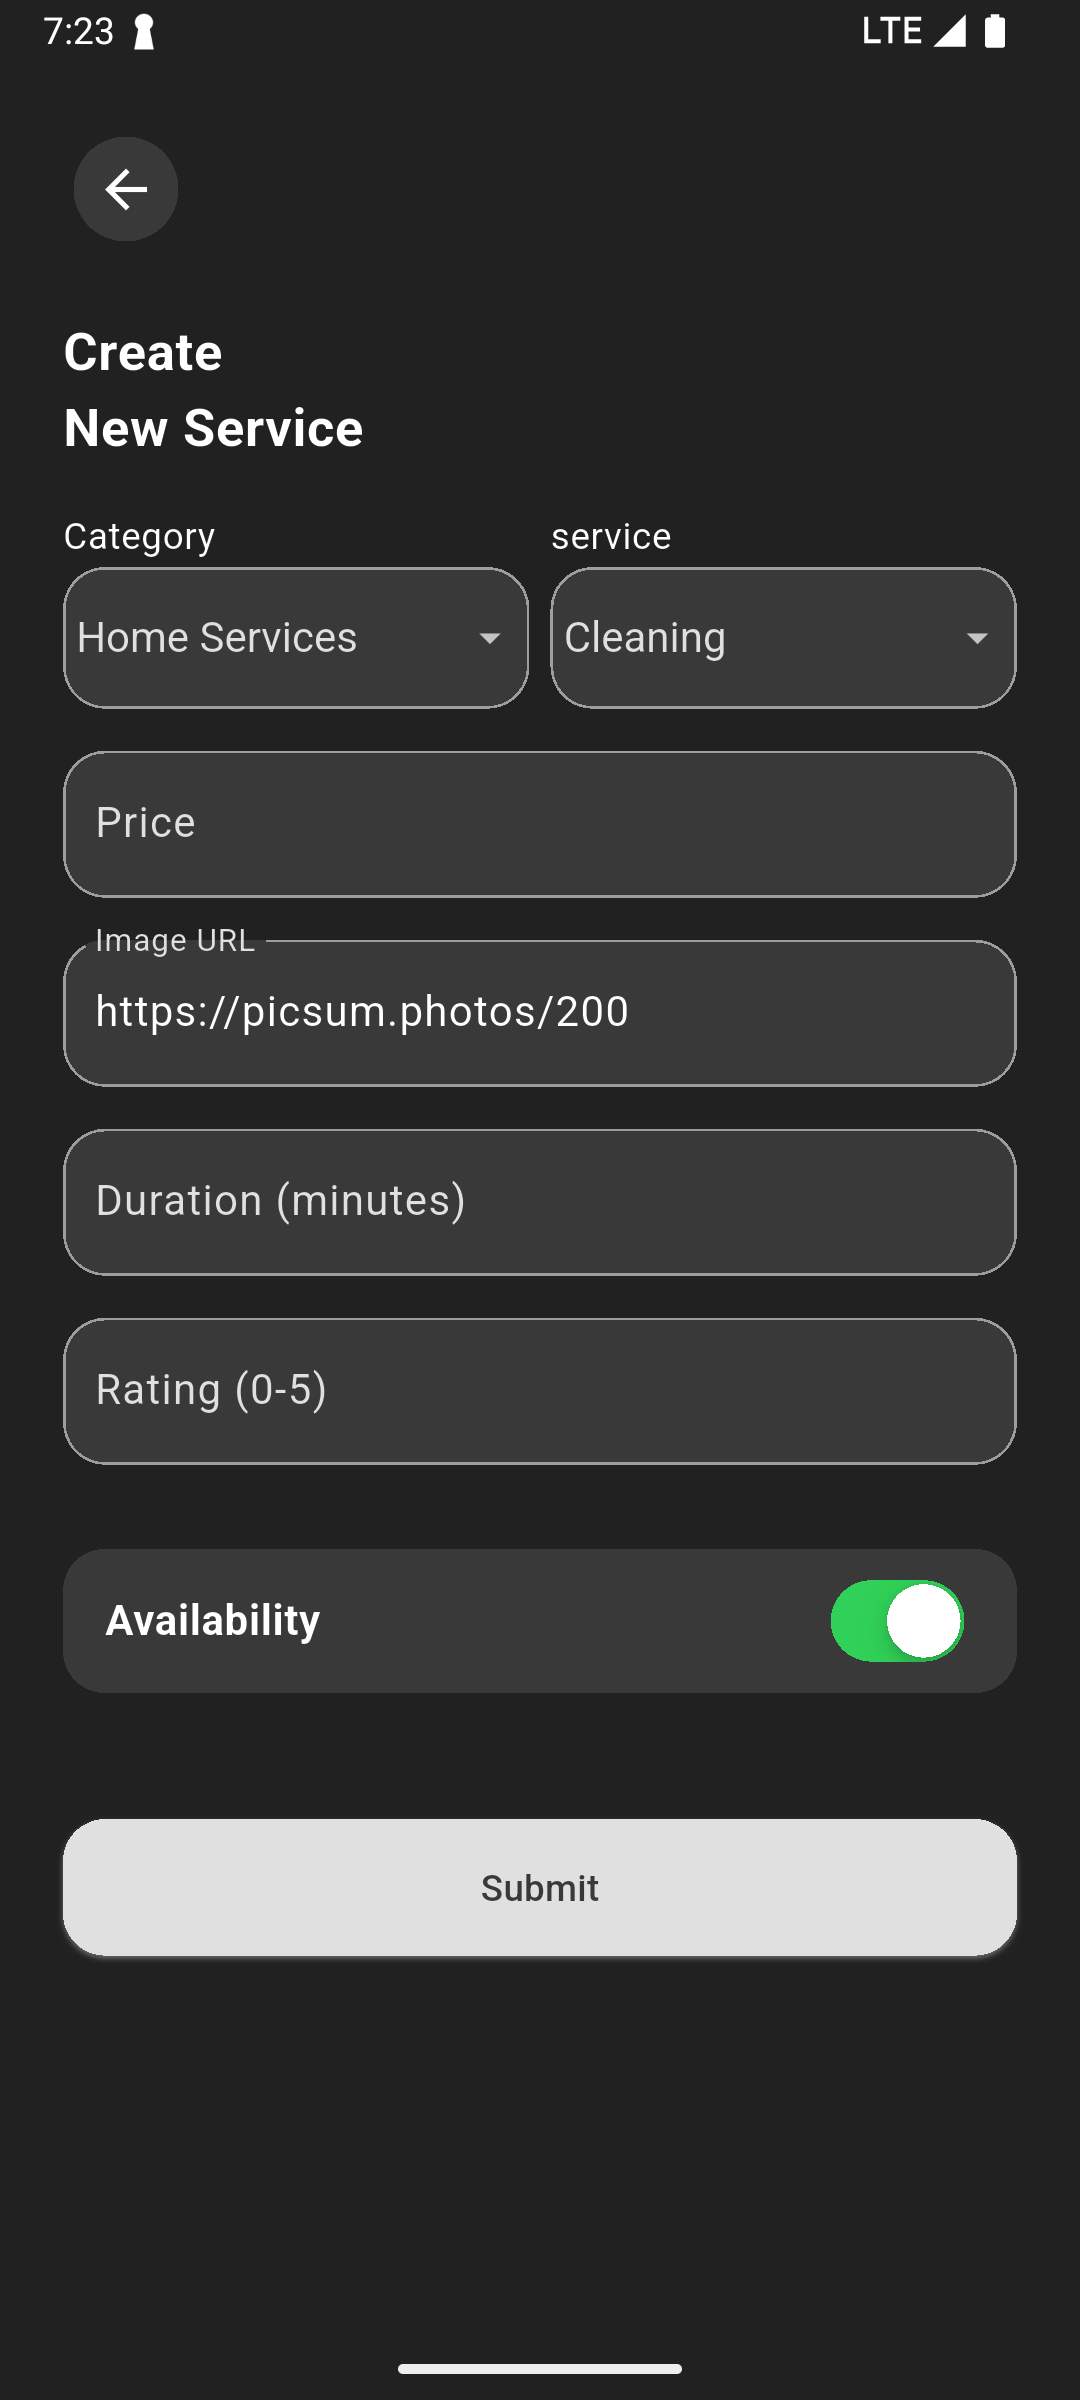 7:23 LTE
Create
New Service
Category service
Home Services Cleaning
Price
Image URL
https://picsum.photos/200
Duration (minutes)
Rating (0-5)
Availability
Submit